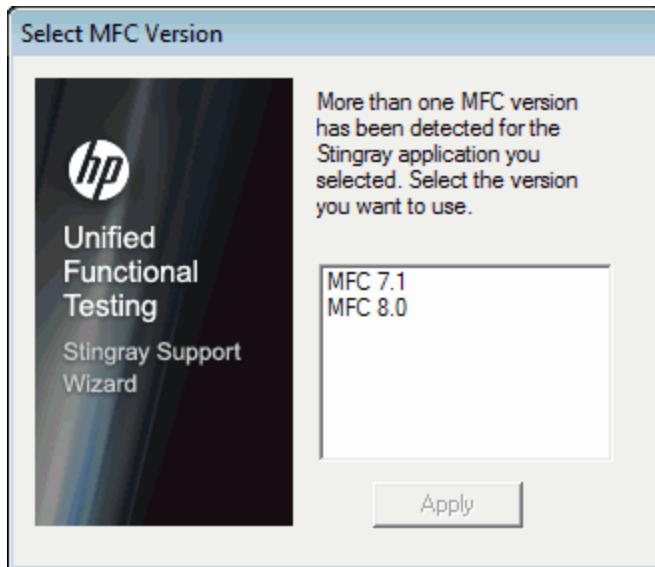 Select MFC Version
hp
Unified
Functional
Testing
Stingray Support
Wizard
More than one MFC version
has been detected for the
Stingray application you
selected. Select the version
you want to use.
MFC 7.1
MFC 8.0
Apply